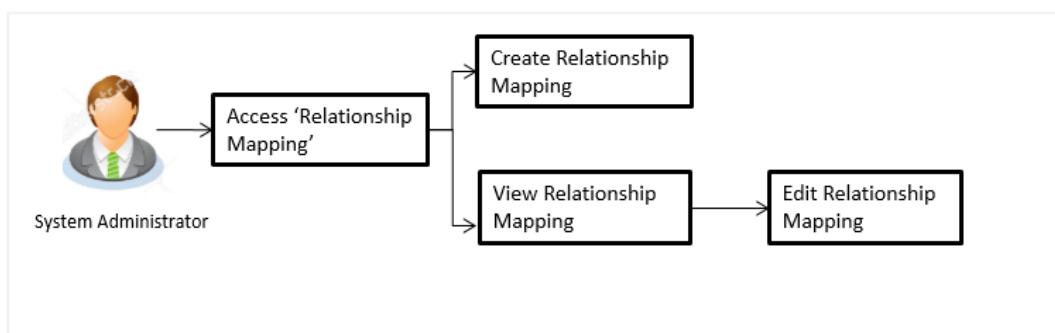 Create Relationship
Mapping
Access ‘Relationship
Mapping’
View Relationship
Mapping
Edit Relationship
Mapping
System Administrator